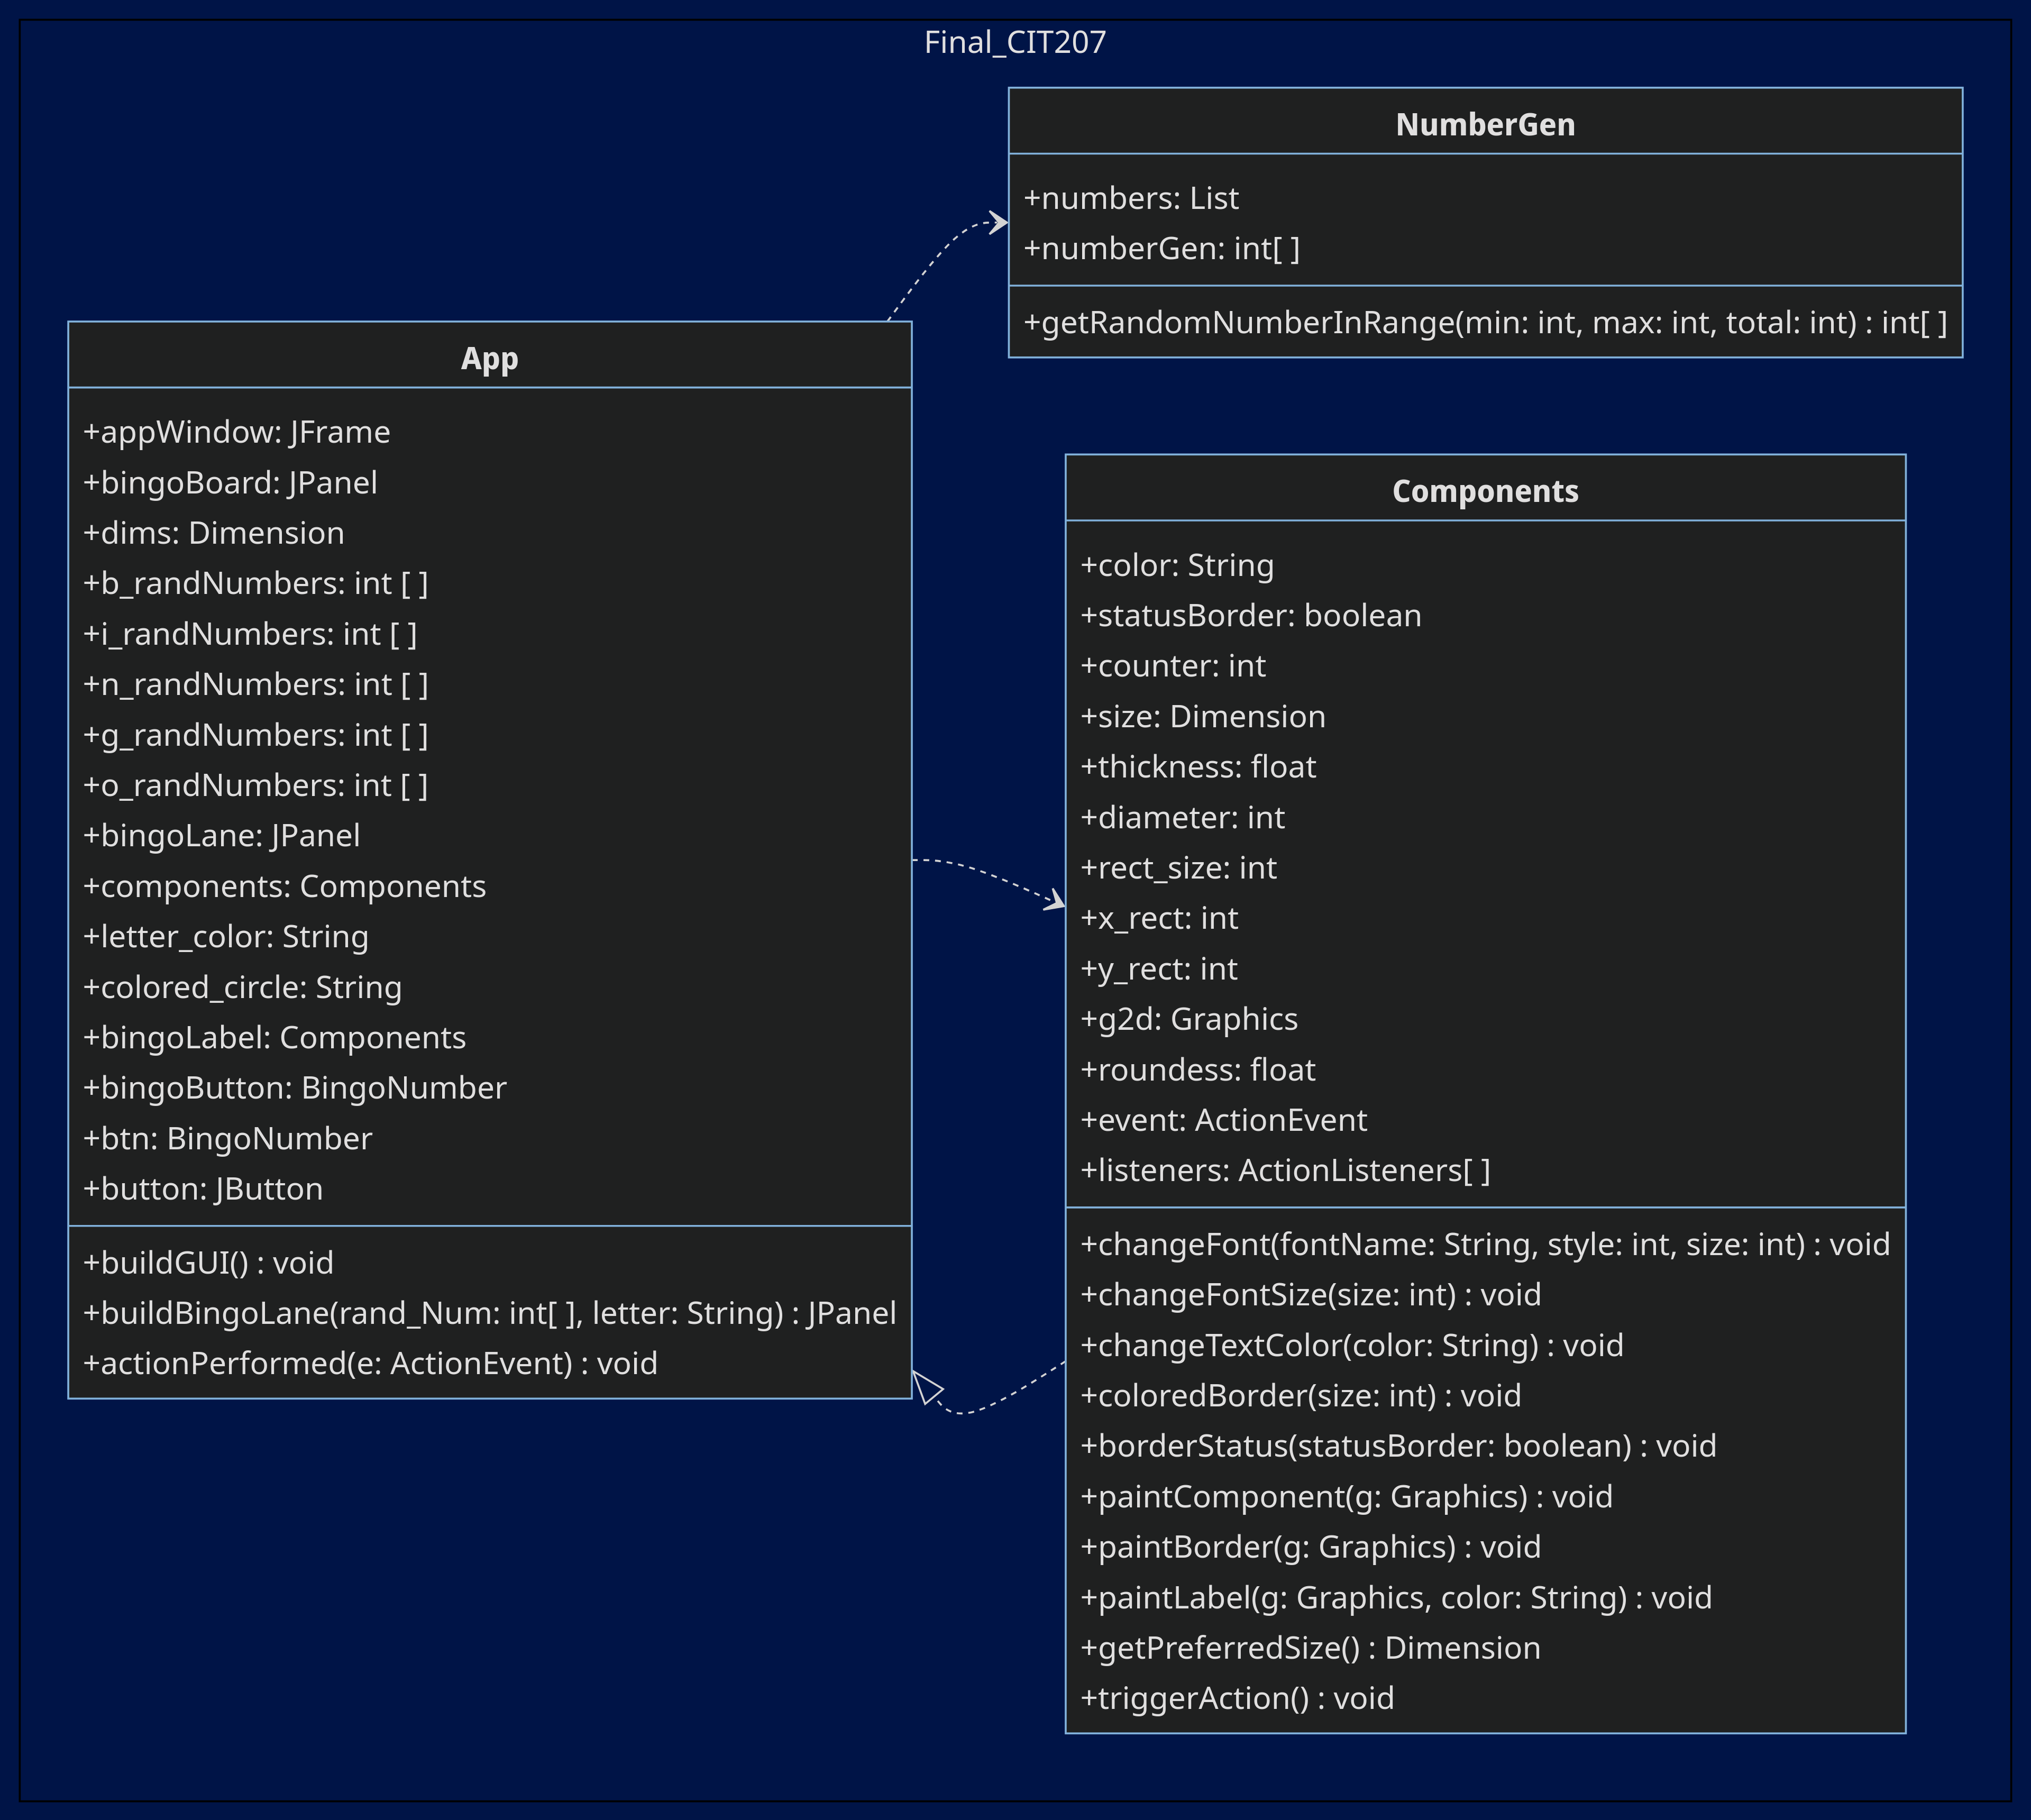 Final_CIT207
NumberGen
+numbers: List
+numberGen: int[ ]
+getRandomNumberInRange(min: int, max: int, total: int) : int[ ]
App
+appWindow: JFrame
+bingoBoard: JPanel
+dims: Dimension
+b_randNumbers: int [ ]
+i_randNumbers: int [ ]
+n_randNumbers: int [ ]
+g_randNumbers: int [ ]
+o_randNumbers: int [ ]
+bingoLane: JPanel
+components: Components
+letter_color: String
+colored_circle: String
+bingoLabel: Components
+bingoButton: BingoNumber
+btn: BingoNumber
+button: JButton
+buildGUI() : void
+buildBingoLane(rand_Num: int[ ], letter: String) : JPanel
+actionPerformed(e: ActionEvent) : void
Components
+color: String
+statusBorder: boolean
+counter: int
+size: Dimension
+thickness: float
+diameter: int
+rect_size: int
+x_rect: int
+y_rect: int
+g2d: Graphics
+roundess: float
+event: ActionEvent
+listeners: ActionListeners[ ]
+changeFont(fontName: String, style: int, size: int) : void
+changeFontSize(size: int) : void
+changeTextColor(color: String) : void
+coloredBorder(size: int) : void
+borderStatus(statusBorder: boolean) : void
+paintComponent(g: Graphics) : void
+paintBorder(g: Graphics) : void
+paintLabel(g: Graphics, color: String) : void
+getPreferredSize() : Dimension
+triggerAction() : void